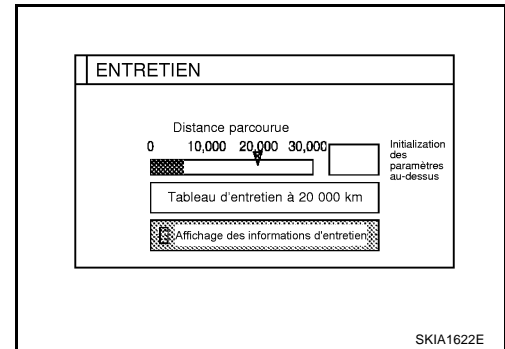 ENTRETIEN
Distance parcourue
0 10,000 20,000 30,000
Initialization
des
paramètres
au-dessus
Tableau d'entretien à 20 000 km
Affichage des informations d'entretien
SKIA1622E